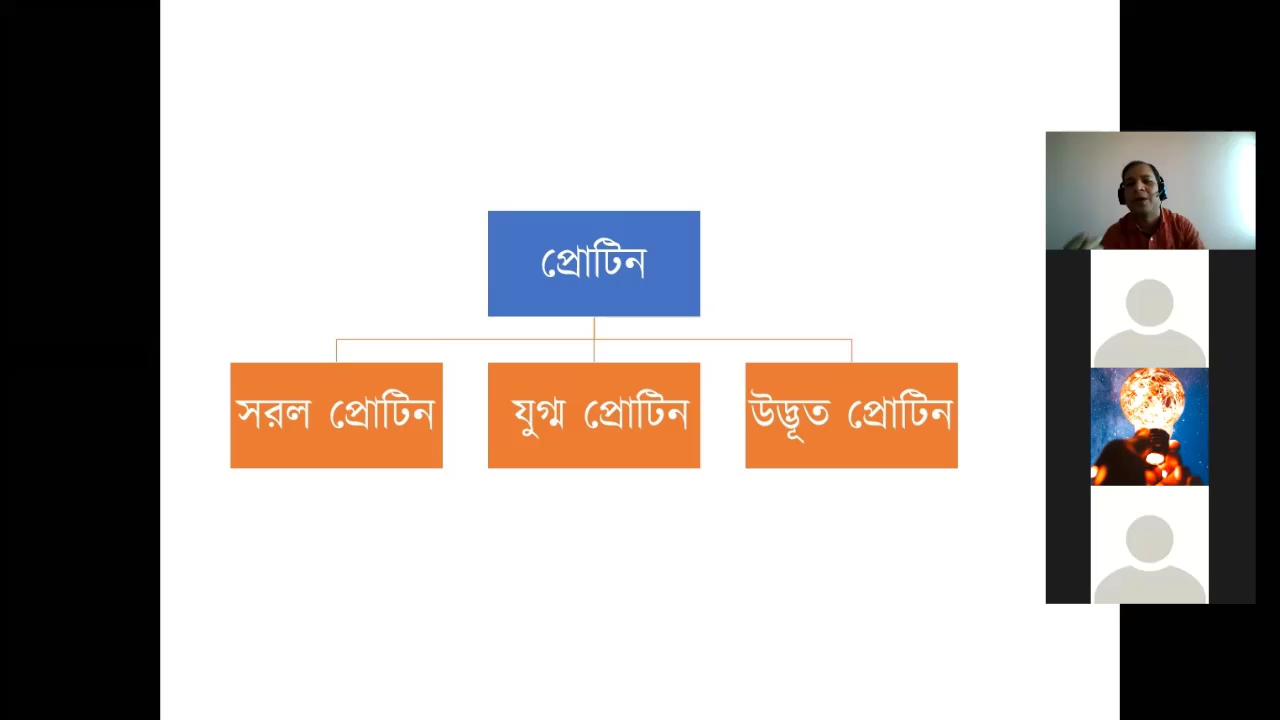 প্রোটিন
সরল প্রোটিন
যুগ্ম প্রোটিন
উদ্ভূত প্রোটিন